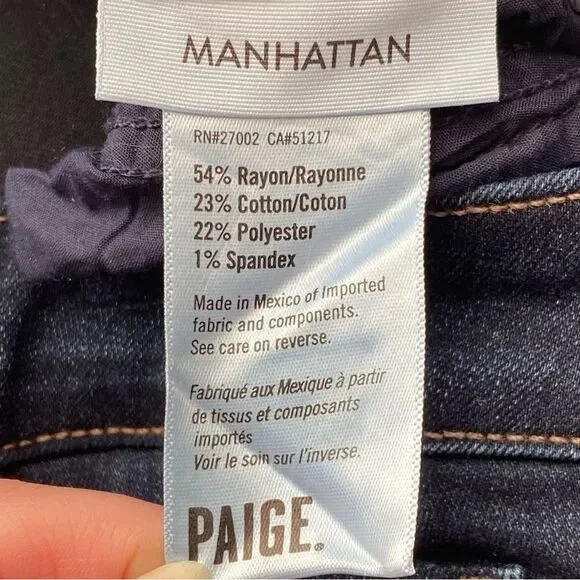 MANHATTAN
RN#27002 CA#51217
54% Rayon/Rayonne
23% Cotton/Coton
22% Polyester
1% Spandex
Made in Mexico of Imported
fabric and components.
See care on reverse.
Fabriqué aux Mexique à partir
de tissus et composants
importés
Voir le soin sur l'inverse.
PAIGE®